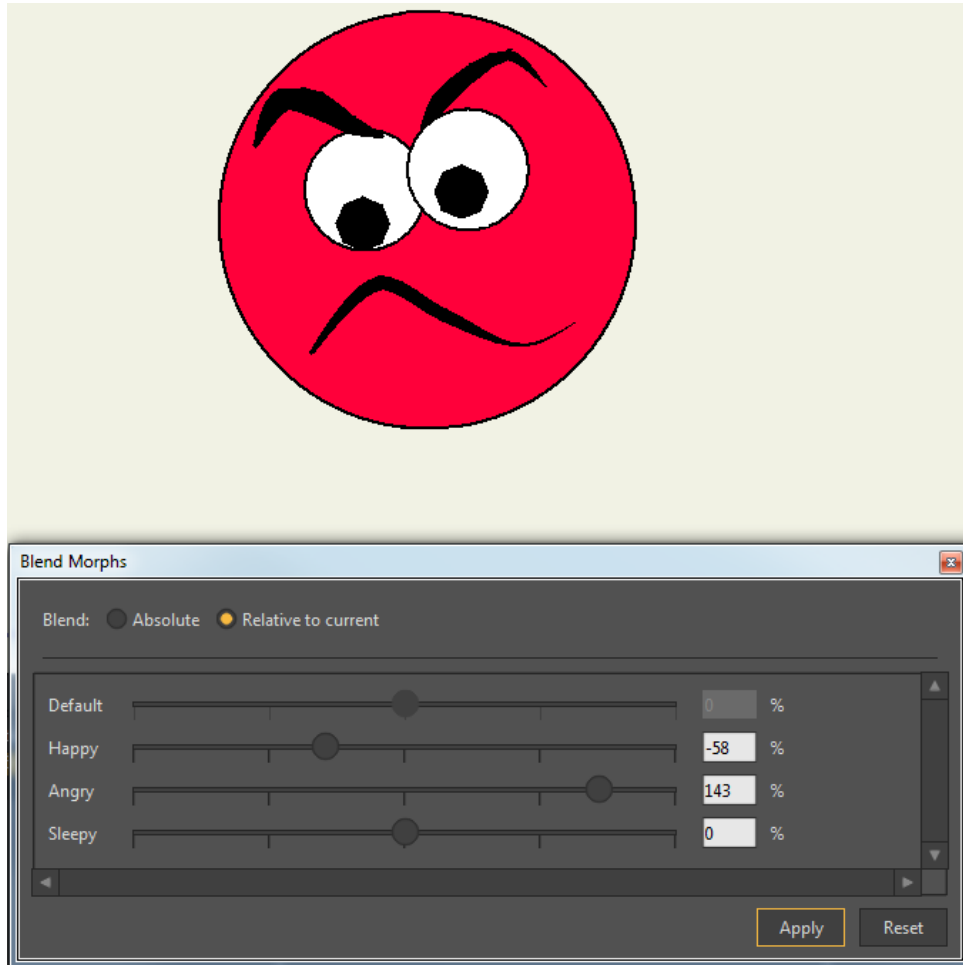 Blend Morphs
Blend: Absolute Relative to current
Default 0 %
Happy -58 %
Angry 143 %
Sleepy 0 %
Apply Reset